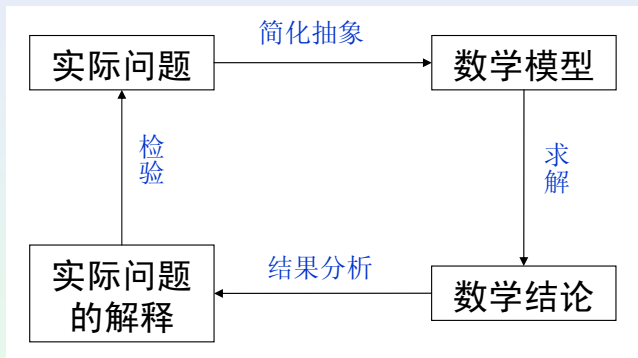 简化抽象
实际问题
数学模型
检
验
求
解
实际问题
的解释
结果分析
数学结论